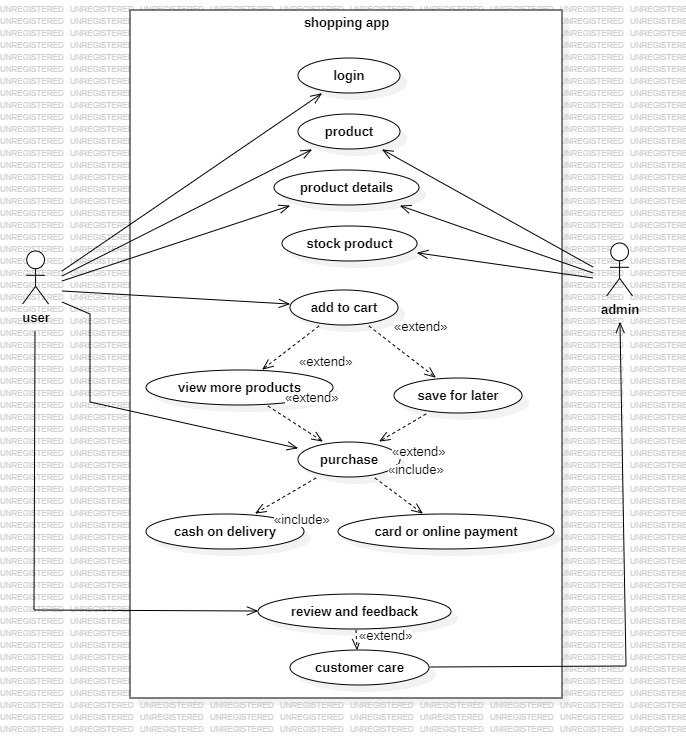 shopping app
login
product
product details
stock product
user
admin
add to cart
«extend»
«extend»
view more products
«extend»
save for later
purchase
«extend»
«include»
cash on delivery
«include»
card or online payment
review and feedback
«extend»
customer care
UNREGISTERED